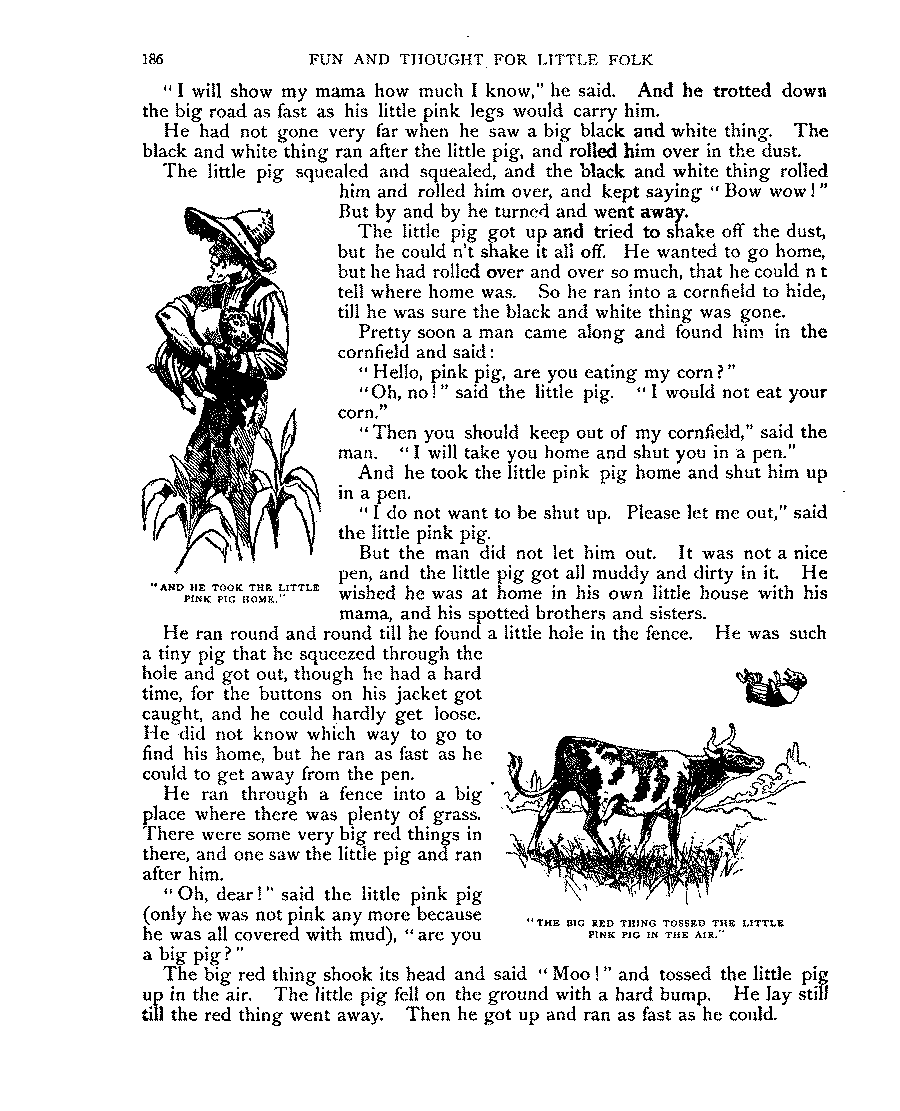 186 FUN AND THOUGHT FOR LITTLE FOLK
" I will show my mama how much I know," he said. And he trotted down
the big road as fast as his little pink legs would carry him.
He had not gone very far when he saw a big black and white thing. The
black and white thing ran after the little pig, and rolled him over in the dust.
The little pig squealed and squealed, and the black and white thing rolled
him and rolled him over, and kept saying " Bow wow ! "
But by and by he turned and went away.
The little pig got up and tried to shake off the dust,
but he could n't shake it all off. He wanted to go home,
but he had rolled over and over so much, that he could n t
tell where home was. So he ran into a cornfield to hide,
till he was sure the black and white thing was gone.
Pretty soon a man came along and found him in the
cornfield and said :
" Hello, pink pig, are you eating my corn ? "
" Oh, no ! " said the little pig. " I would not eat your
corn."
" Then you should keep out of my cornfield," said the
man. " I will take you home and shut you in a pen."
And he took the little pink pig home and shut him up
in a pen.
" I do not want to be shut up. Please let me out," said
the little pink pig.
But the man did not let him out. It was not a nice
pen, and the little pig got all muddy and dirty in it. He
wished he was at home in his own little house with his
mama, and his spotted brothers and sisters.
"AND HE TOOK THE LITTLE
PINK PIG HOME."
He ran round and round till he found a little hole in the fence. He was such
a tiny pig that he squeezed through the
hole and got out, though he had a hard
time, for the buttons on his jacket got
caught, and he could hardly get loose.
He did not know which way to go to
find his home, but he ran as fast as he
could to get away from the pen.
He ran through a fence into a big
place where there was plenty of grass.
There were some very big red things in
there, and one saw the little pig and ran
after him.
" Oh, dear ! " said the little pink pig
(only he was not pink any more because
he was all covered with mud), " are you
a big pig ? "
"THE BIG RED THING TOSSED THE LITTLE
PINK PIG IN THE AIR."
The big red thing shook its head and said " Moo ! " and tossed the little pig
up in the air. The little pig fell on the ground with a hard bump. He lay still
till the red thing went away. Then he got up and ran as fast as he could.